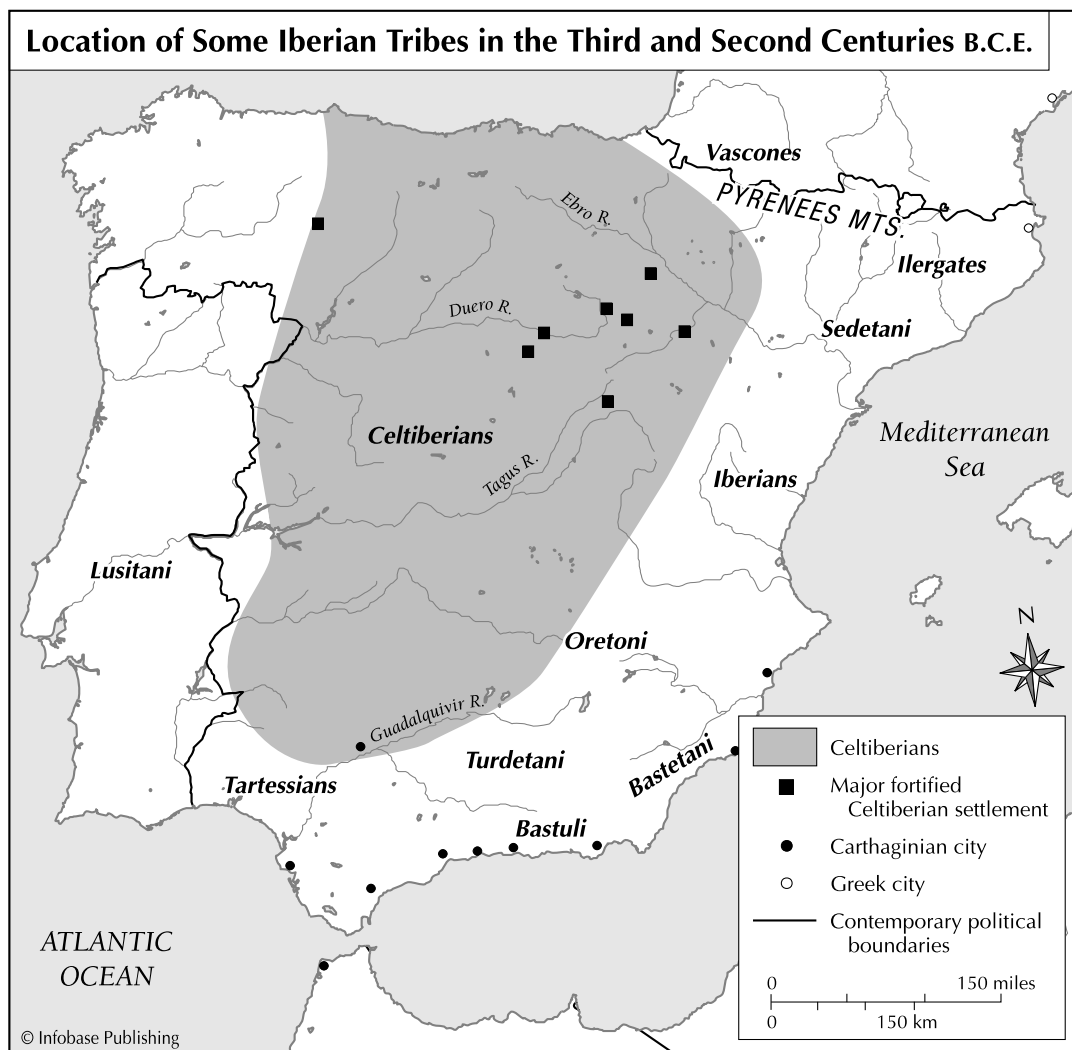 Location of Some Iberian Tribes in the Third and Second Centuries B.C.E.
Vascones
PYRENEES MTS.
Ebro R.
Ilergates
Duero R.
Sedetani
Celtiberians
Mediterranean
Sea
Tagus R.
Iberians
Lusitani
Oretoni
N
Guadalquivir R.
Turdetani
Bastetani
Tartessians
Bastuli
ATLANTIC
OCEAN
Celtiberians
Major fortified
Celtiberian settlement
Carthaginian city
Greek city
Contemporary political
boundaries
0 150 miles
0 150 km
© Infobase Publishing